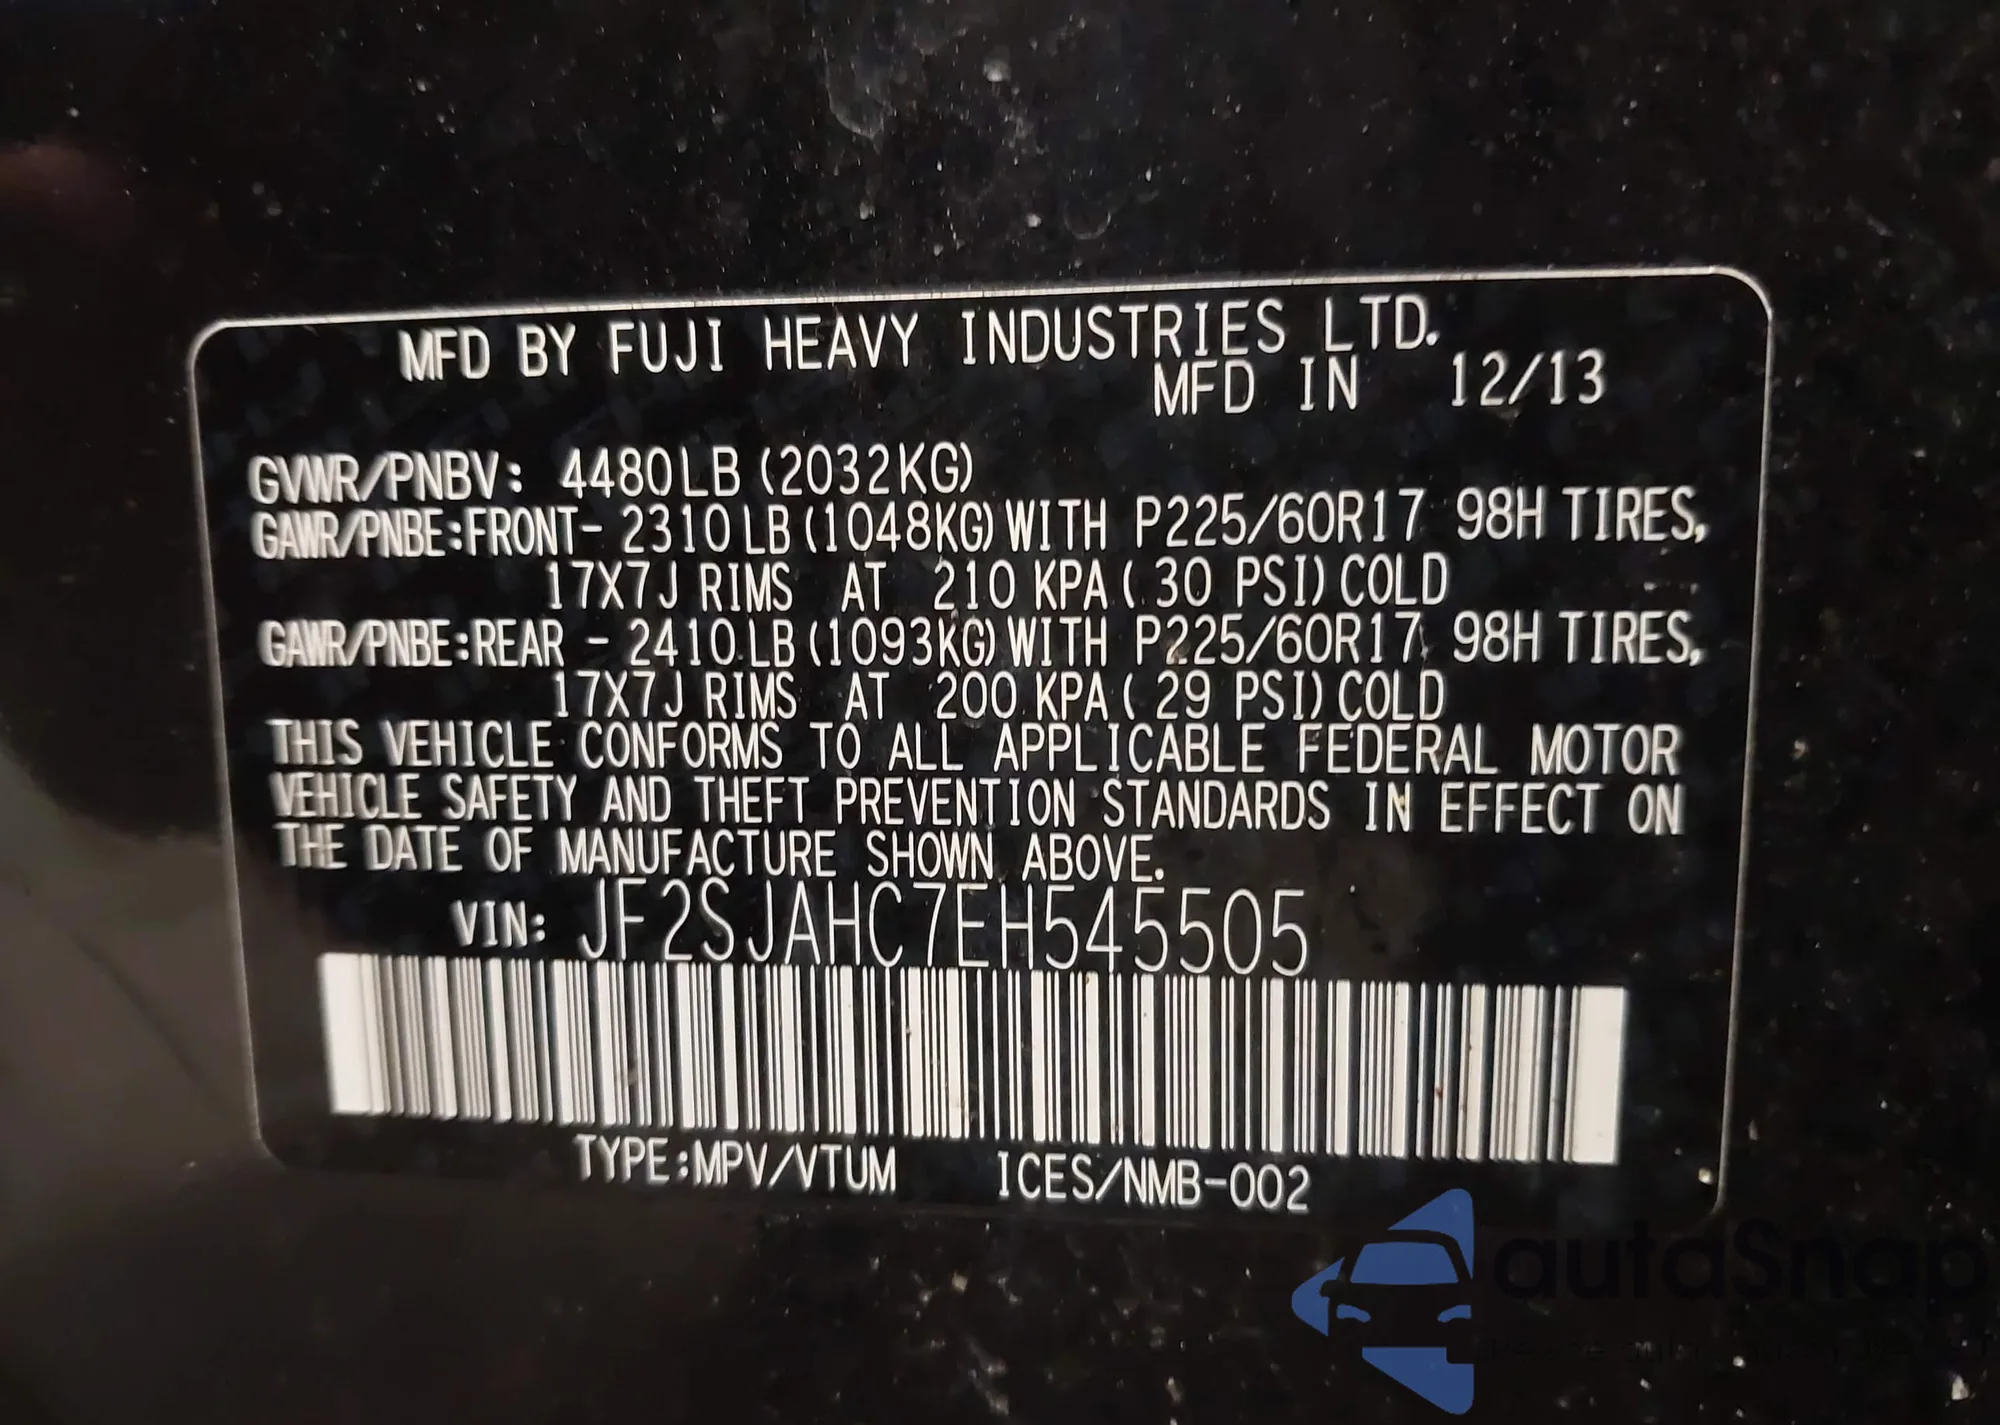 MFD BY FUJI HEAVY INDUSTRIES LTD.
MFD IN 12/13
GVWR/PNBV: 4480LB (2032KG)
GAWR/PNBE:FRONT- 2310LB (1048KG) WITH P225/60R17 98H TIRES,
17X7J RIMS AT 210 KPA ( 30 PSI) COLD
GAWR/PNBE:REAR - 2410LB (1093KG) WITH P225/60R17 98H TIRES,
17X7J RIMS AT 200 KPA ( 29 PSI) COLD
THIS VEHICLE CONFORMS TO ALL APPLICABLE FEDERAL MOTOR
VEHICLE SAFETY AND THEFT PREVENTION STANDARDS IN EFFECT ON
THE DATE OF MANUFACTURE SHOWN ABOVE.
VIN: JF2SJAHC7EH545505
TYPE:MPV/VTUM ICES/NMB-002
autaSnap